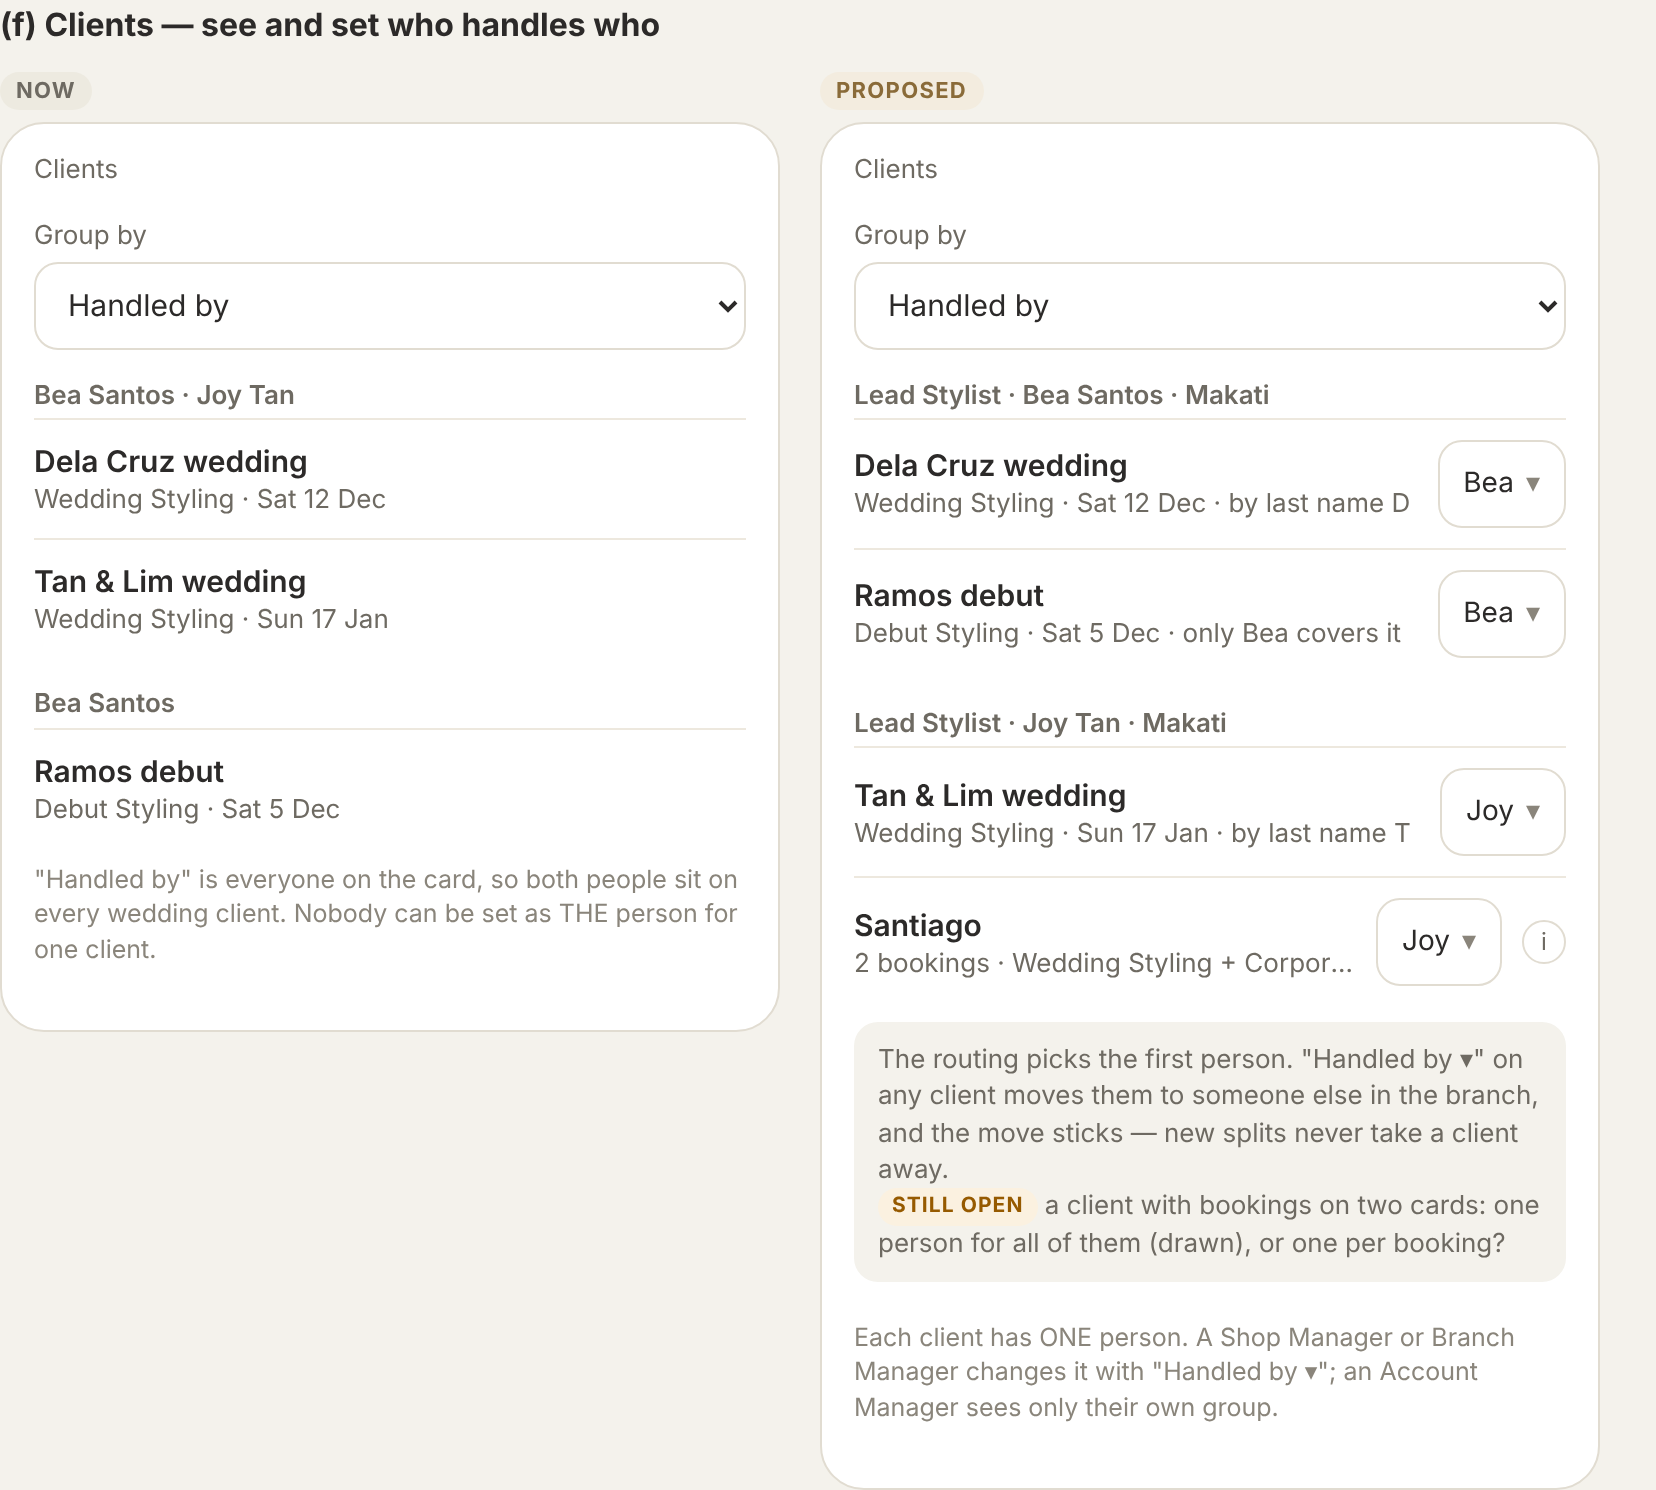 (f) Clients — see and set who handles who
NOW
Clients
Group by
Handled by
Bea Santos · Joy Tan
Dela Cruz wedding
Wedding Styling · Sat 12 Dec
Tan & Lim wedding
Wedding Styling · Sun 17 Jan
Bea Santos
Ramos debut
Debut Styling · Sat 5 Dec
"Handled by" is everyone on the card, so both people sit on
every wedding client. Nobody can be set as THE person for
one client.
PROPOSED
Clients
Group by
Handled by
Lead Stylist · Bea Santos · Makati
Dela Cruz wedding
Wedding Styling · Sat 12 Dec · by last name D
Bea ▾
Ramos debut
Debut Styling · Sat 5 Dec · only Bea covers it
Bea ▾
Lead Stylist · Joy Tan · Makati
Tan & Lim wedding
Wedding Styling · Sun 17 Jan · by last name T
Joy ▾
Santiago
2 bookings · Wedding Styling + Corpor...
Joy ▾
i
The routing picks the first person. "Handled by ▾" on
any client moves them to someone else in the branch,
and the move sticks — new splits never take a client
away.
STILL OPEN a client with bookings on two cards: one
person for all of them (drawn), or one per booking?
Each client has ONE person. A Shop Manager or Branch
Manager changes it with "Handled by ▾"; an Account
Manager sees only their own group.